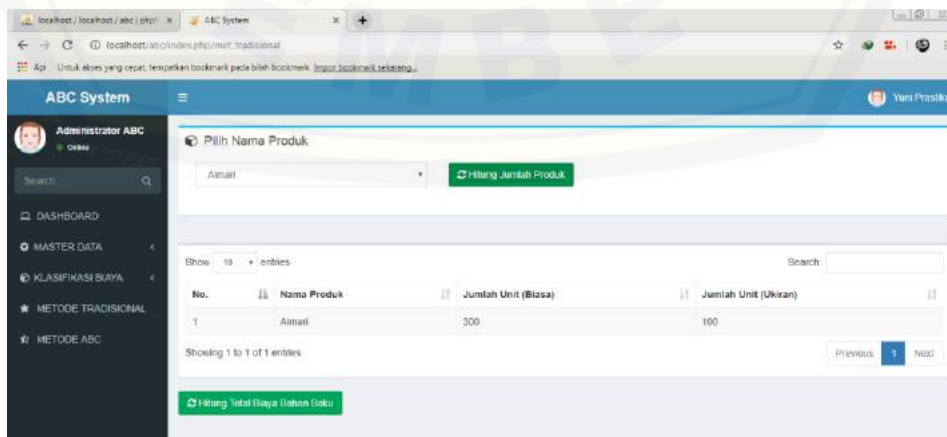 localhost / localhost / abc | php
ABC System
localhost/abc/index.php/met_tradisional
Apl Untuk akses yang cepat, tempatkan bookmark pada bilah bookmark. Impor bookmark sekarang...
ABC System
Yuni Prastika
Administrator ABC
Online
Pilih Nama Produk
Almari
Hitung Jumlah Produk
Search...
DASHBOARD
MASTER DATA
KLASIFIKASI BIAYA
METODE TRADISIONAL
METODE ABC
Show 10 entries
Search:
No. Nama Produk Jumlah Unit (Biasa) Jumlah Unit (Ukiran)
1 Almari 300 100
Showing 1 to 1 of 1 entries
Previous 1 Next
Hitung Total Biaya Bahan Baku